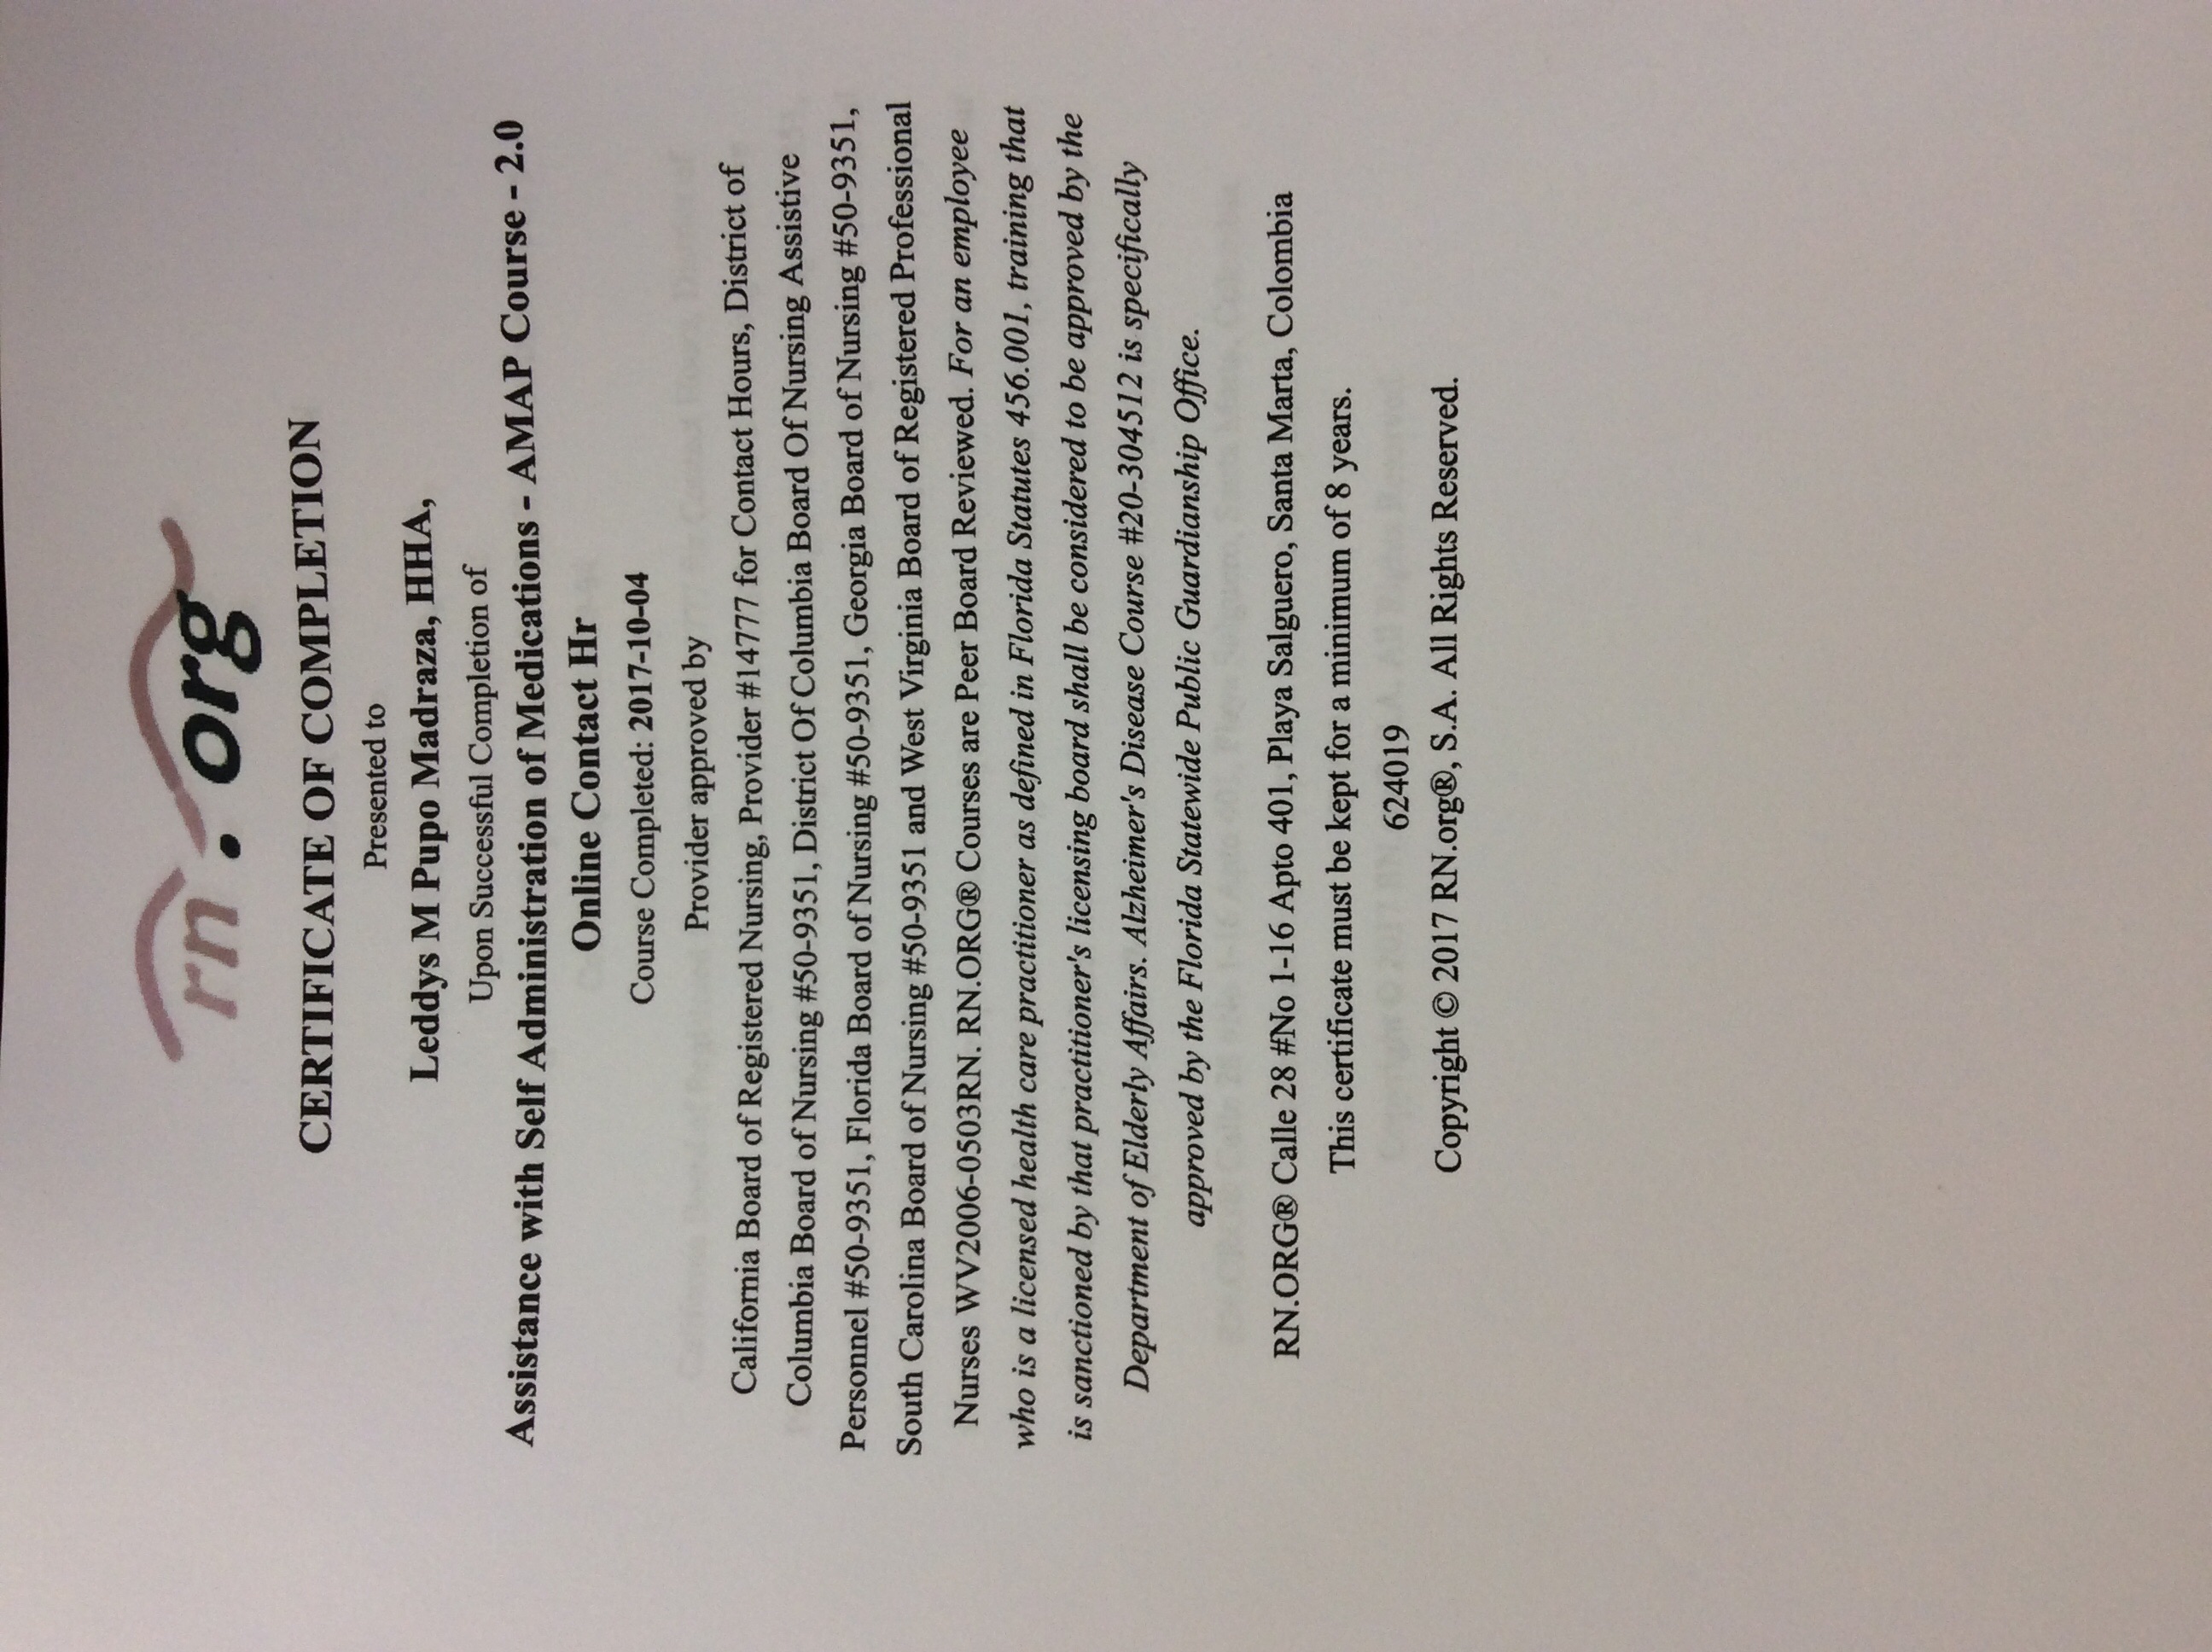 rn.org
CERTIFICATE OF COMPLETION
Presented to
Leddys M Pupo Madraza, HHA,
Upon Successful Completion of
Assistance with Self Administration of Medications - AMAP Course - 2.0
Online Contact Hr
Course Completed: 2017-10-04
Provider approved by
California Board of Registered Nursing, Provider #14777 for Contact Hours, District of
Columbia Board of Nursing #50-9351, District Of Columbia Board Of Nursing Assistive
Personnel #50-9351, Florida Board of Nursing #50-9351, Georgia Board of Nursing #50-9351,
South Carolina Board of Nursing #50-9351 and West Virginia Board of Registered Professional
Nurses WV2006-0503RN. RN.ORG® Courses are Peer Board Reviewed. For an employee
who is a licensed health care practitioner as defined in Florida Statutes 456.001, training that
is sanctioned by that practitioner's licensing board shall be considered to be approved by the
Department of Elderly Affairs. Alzheimer's Disease Course #20-304512 is specifically
approved by the Florida Statewide Public Guardianship Office.
RN.ORG® Calle 28 #No 1-16 Apto 401, Playa Salguero, Santa Marta, Colombia
This certificate must be kept for a minimum of 8 years.
624019
Copyright © 2017 RN.org®, S.A. All Rights Reserved.